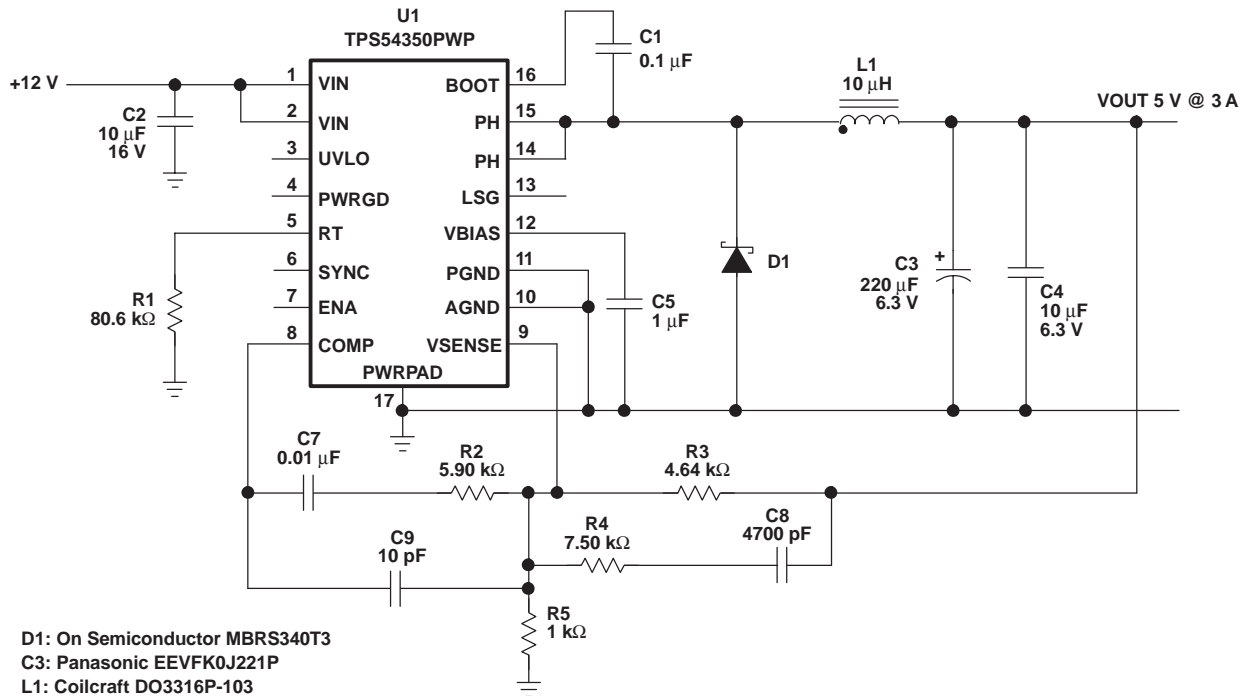 U1
TPS54350PWP
+12 V
C2
10 μF
16 V
1
VIN
2
VIN
3
UVLO
4
PWRGD
5
RT
6
SYNC
7
ENA
8
COMP
16
BOOT
15
PH
14
PH
13
LSG
12
VBIAS
11
PGND
10
AGND
9
VSENSE
PWRPAD
17
C1
0.1 μF
L1
10 μH
VOUT 5 V @ 3 A
R1
80.6 kΩ
C5
1 μF
D1
+
C3
220 μF
6.3 V
C4
10 μF
6.3 V
C7
0.01 μF
R2
5.90 kΩ
R3
4.64 kΩ
C9
10 pF
R4
7.50 kΩ
C8
4700 pF
R5
1 kΩ
D1: On Semiconductor MBRS340T3
C3: Panasonic EEVFK0J221P
L1: Coilcraft DO3316P-103